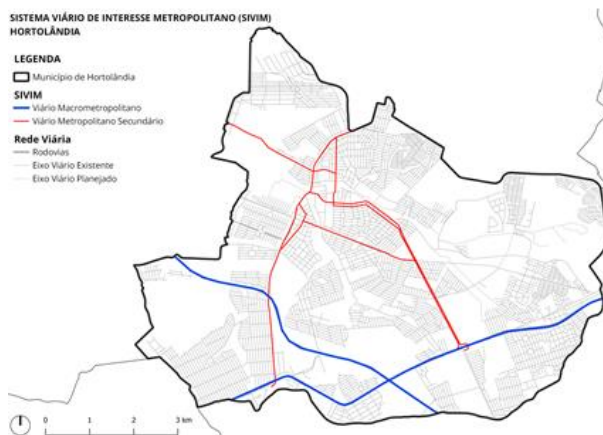 SISTEMA VIÁRIO DE INTERESSE METROPOLITANO (SIVIM)
HORTOLÂNDIA
LEGENDA
Município de Hortolândia
SIVIM
Viário Macrometropolitano
Viário Metropolitano Secundário
Rede Viária
Rodovias
Eixo Viário Existente
Eixo Viário Planejado
0 1 2 3 km